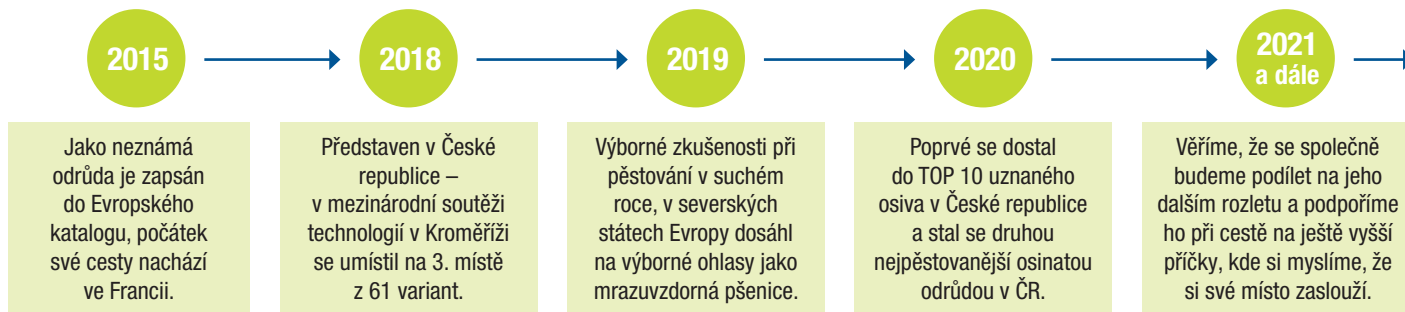 2015
Jako neznámá
odrůda je zapsán
do Evropského
katalogu, počátek
své cesty nachází
ve Francii.
2018
Představen v České
republice –
v mezinárodní soutěži
technologií v Kroměříži
se umístil na 3. místě
z 61 variant.
2019
Výborné zkušenosti při
pěstování v suchém
roce, v severských
státech Evropy dosáhl
na výborné ohlasy jako
mrazuvzdorná pšenice.
2020
Poprvé se dostal
do TOP 10 uznaného
osiva v České republice
a stal se druhou
nejpěstovanější osinatou
odrůdou v ČR.
2021
a dále
Věříme, že se společně
budeme podílet na jeho
dalším rozletu a podpoříme
ho při cestě na ještě vyšší
příčky, kde si myslíme, že
si své místo zaslouží.